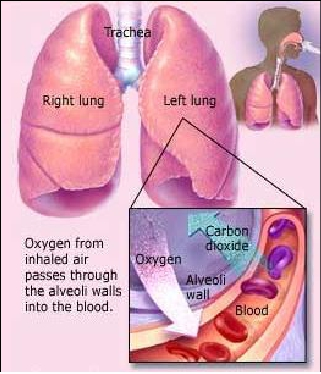 Trachea
Right lung
Left lung
Oxygen from
inhaled air
passes through
the alveoli walls
into the blood.
Carbon
dioxide
Oxygen
Alveoli
wall
Blood